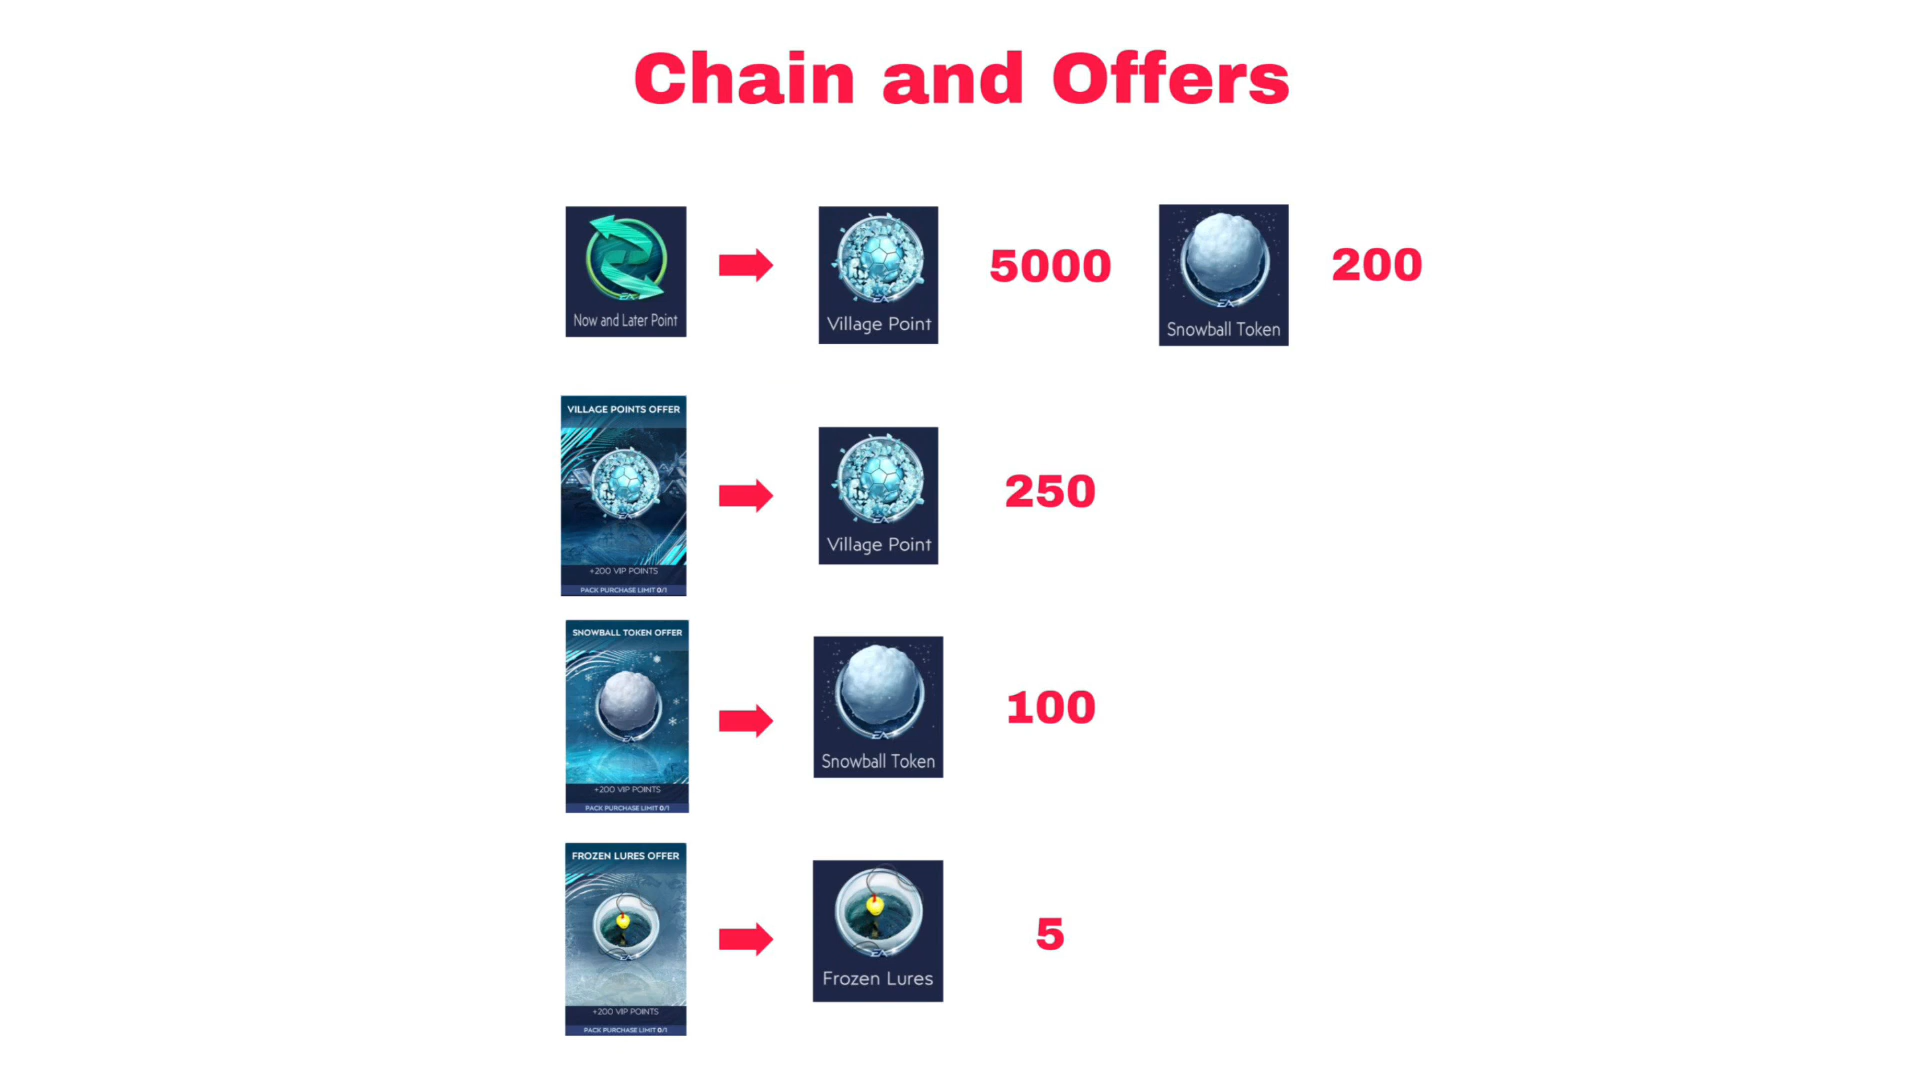 Chain and Offers
Now and Later Point
Village Point
5000
Snowball Token
200
VILLAGE POINTS OFFER
+200 VIP POINTS
PACK PURCHASE LIMIT 0/1
Village Point
250
SNOWBALL TOKEN OFFER
+200 VIP POINTS
PACK PURCHASE LIMIT 0/1
Snowball Token
100
FROZEN LURES OFFER
+200 VIP POINTS
PACK PURCHASE LIMIT 0/1
Frozen Lures
5